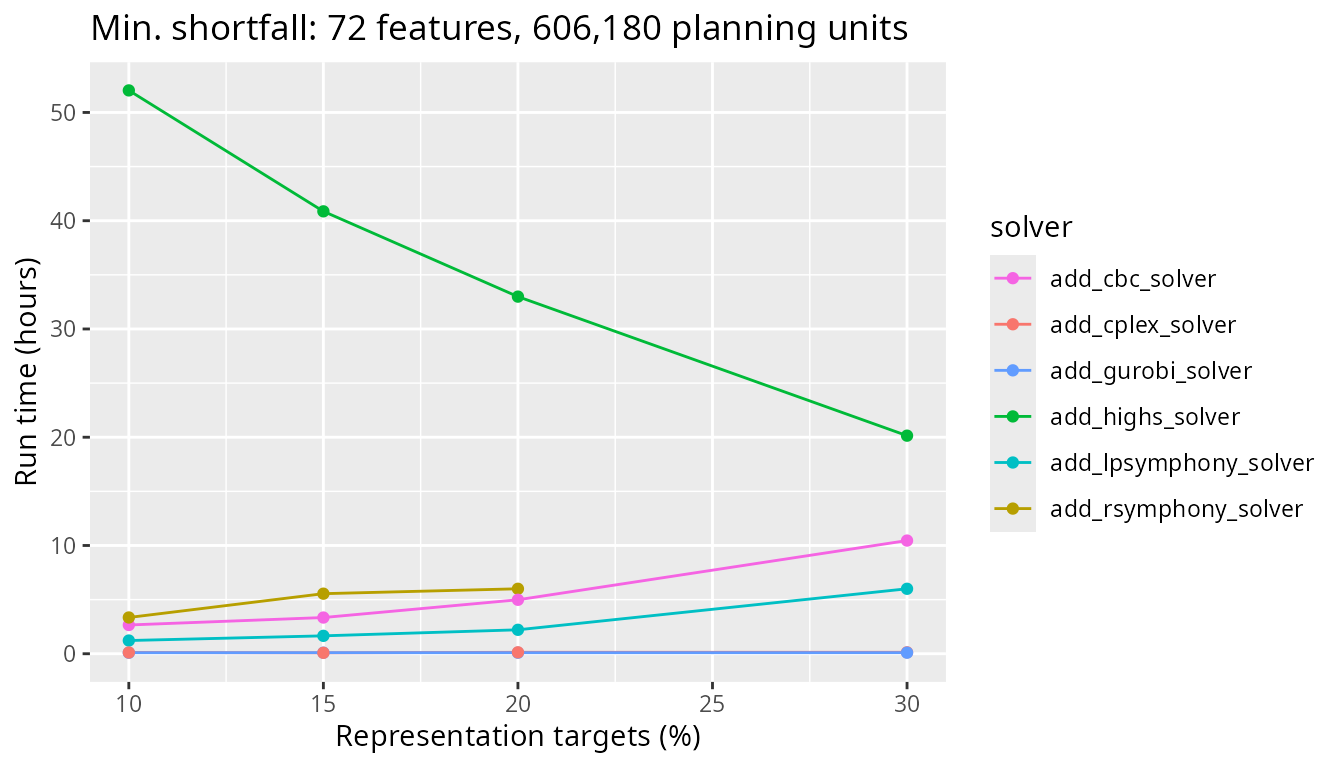 Min. shortfall: 72 features, 606,180 planning units
Run time (hours)
50
40
30
20
10
0
10 15 20 25 30
Representation targets (%)
solver
add_cbc_solver
add_cplex_solver
add_gurobi_solver
add_highs_solver
add_lpsymphony_solver
add_rsymphony_solver